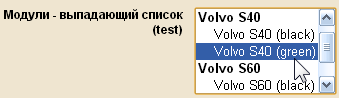 Модули - выпадающий список
(test)
Volvo S40
Volvo S40 (black)
Volvo S40 (green)
Volvo S60
Volvo S60 (black)